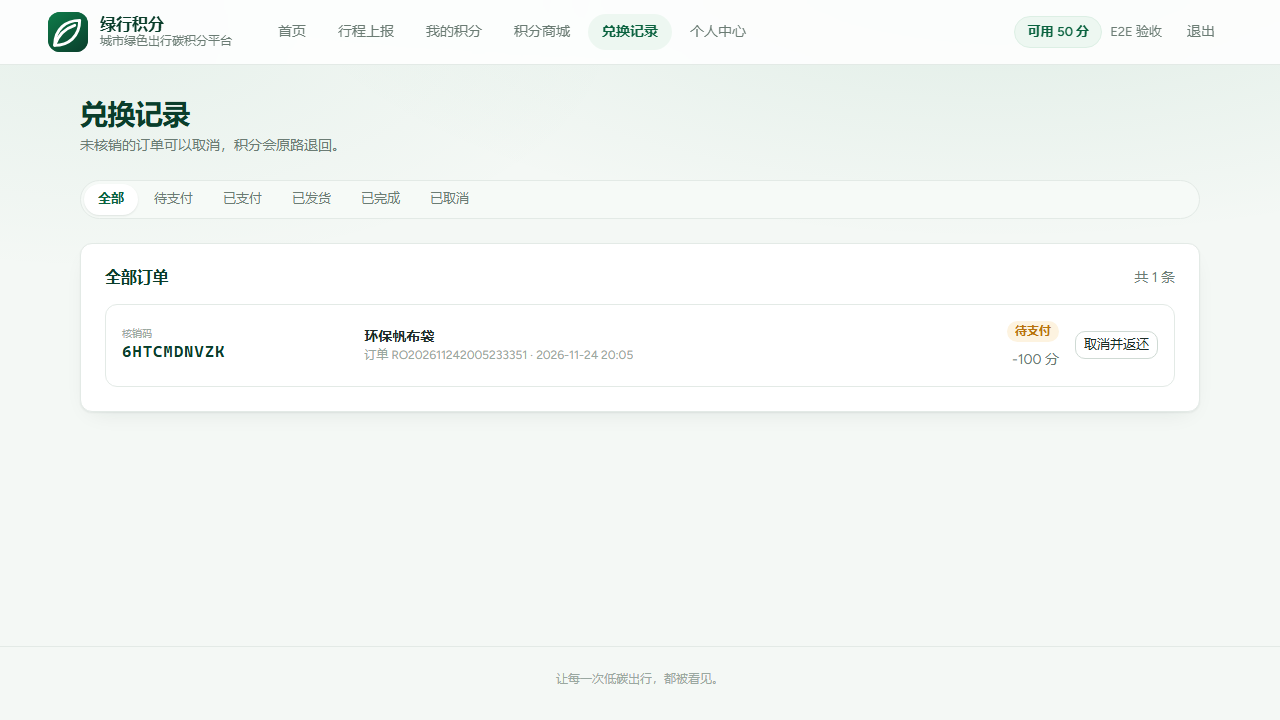 绿行积分
城市绿色出行碳积分平台
首页 行程上报 我的积分 积分商城 兑换记录 个人中心
可用 50 分 E2E 验收 退出
兑换记录
未核销的订单可以取消，积分会原路退回。
全部 待支付 已支付 已发货 已完成 已取消
全部订单 共 1 条
核销码
6HTCMDNVZK
环保帆布袋
订单 RO202611242005233351 · 2026-11-24 20:05
待支付
-100 分
取消并返还
让每一次低碳出行，都被看见。